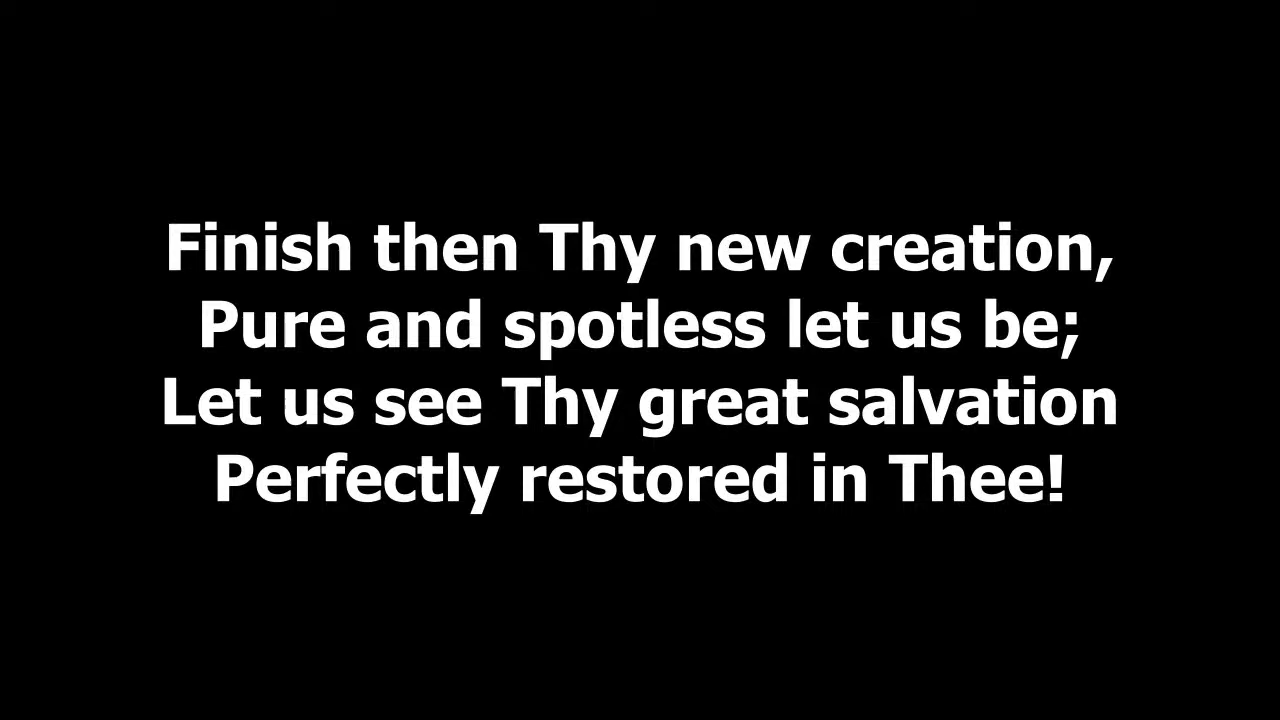 Finish then Thy new creation,
Pure and spotless let us be;
Let us see Thy great salvation
Perfectly restored in Thee!